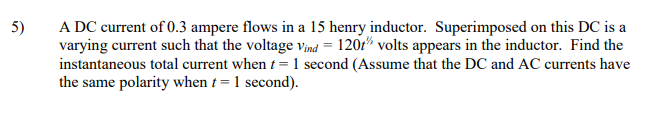 5) A DC current of 0.3 ampere flows in a 15 henry inductor. Superimposed on this DC is a
varying current such that the voltage Vind = 120t^½ volts appears in the inductor. Find the
instantaneous total current when t = 1 second (Assume that the DC and AC currents have
the same polarity when t = 1 second).